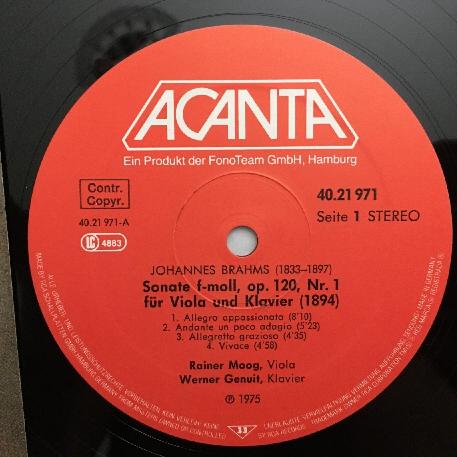 ACANTA
Ein Produkt der FonoTeam GmbH, Hamburg
Contr.
Copyr.
40.21 971
40.21 971-A
Seite 1 STEREO
LC 4883
JOHANNES BRAHMS (1833–1897)
Sonate f-moll, op. 120, Nr. 1
für Viola und Klavier (1894)
1. Allegra appassionata (8'10)
2. Andante un poco adagio (5'23)
3. Allegretto grazioso (4'35)
4. Vivace (4'58)
Rainer Moog, Viola
Werner Genuit, Klavier
℗ 1975
33